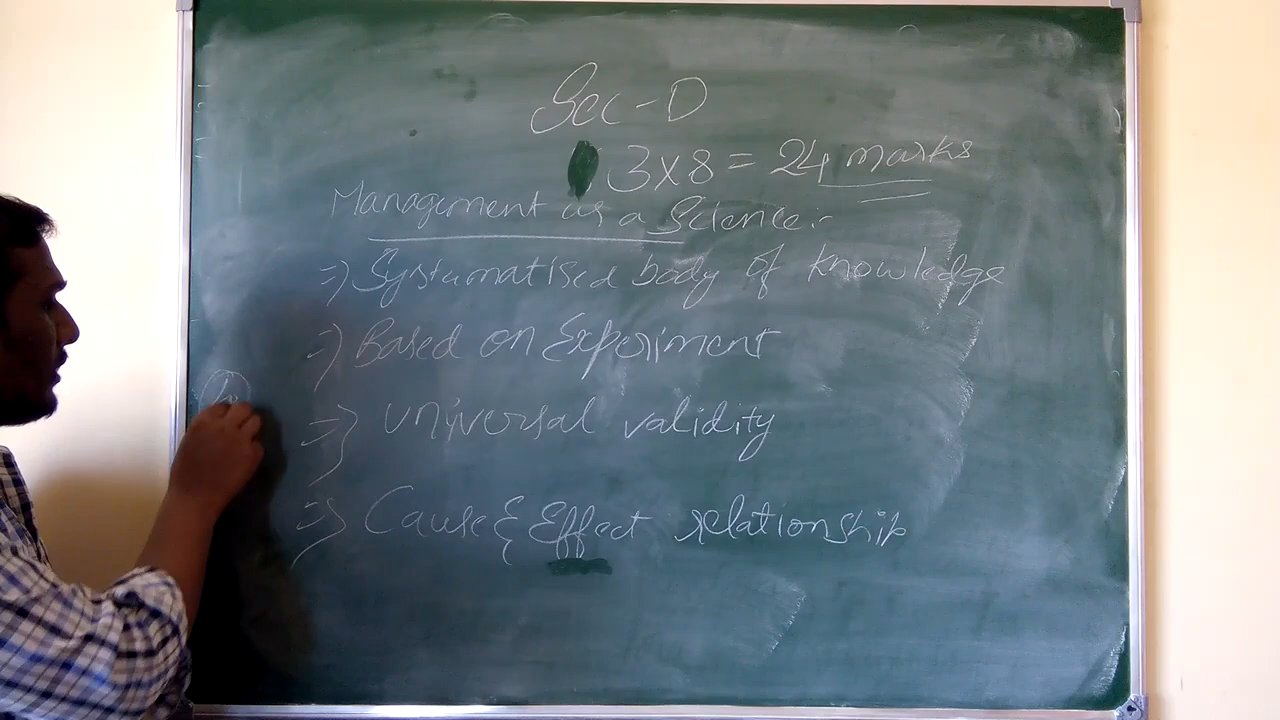 Sec-D
3x8 = 24 marks
Management as a Science:-
=) Systematised body of knowledge
=) Based on Experiment
=) universal validity
=) Cause & Effect relationship